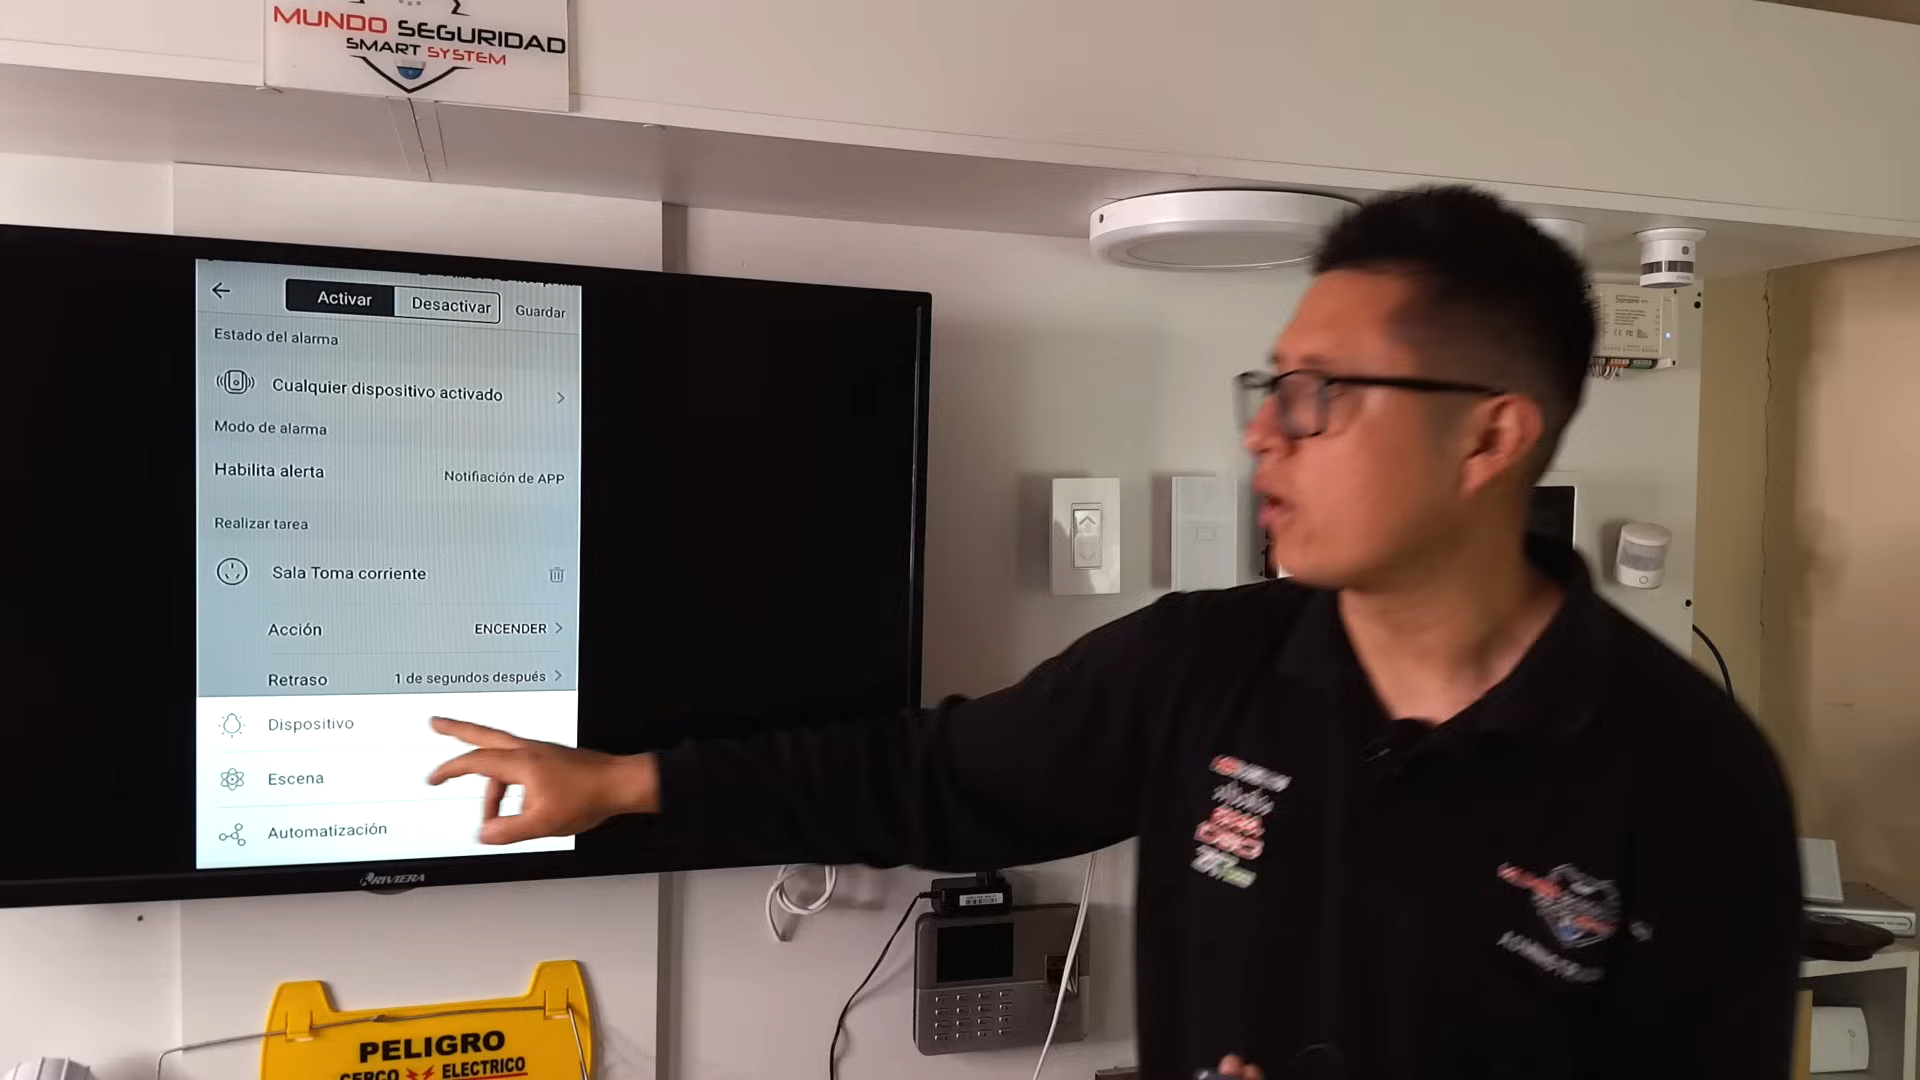 MUNDO SEGURIDAD
SMART SYSTEM
Activar
Desactivar
Guardar
Estado del alarma
Cualquier dispositivo activado
Modo de alarma
Habilita alerta
Notifiación de APP
Realizar tarea
Sala Toma corriente
Acción
ENCENDER
Retraso
1 de segundos después
Dispositivo
Escena
Automatización
RIVIERA
PELIGRO
CERCO ELECTRICO